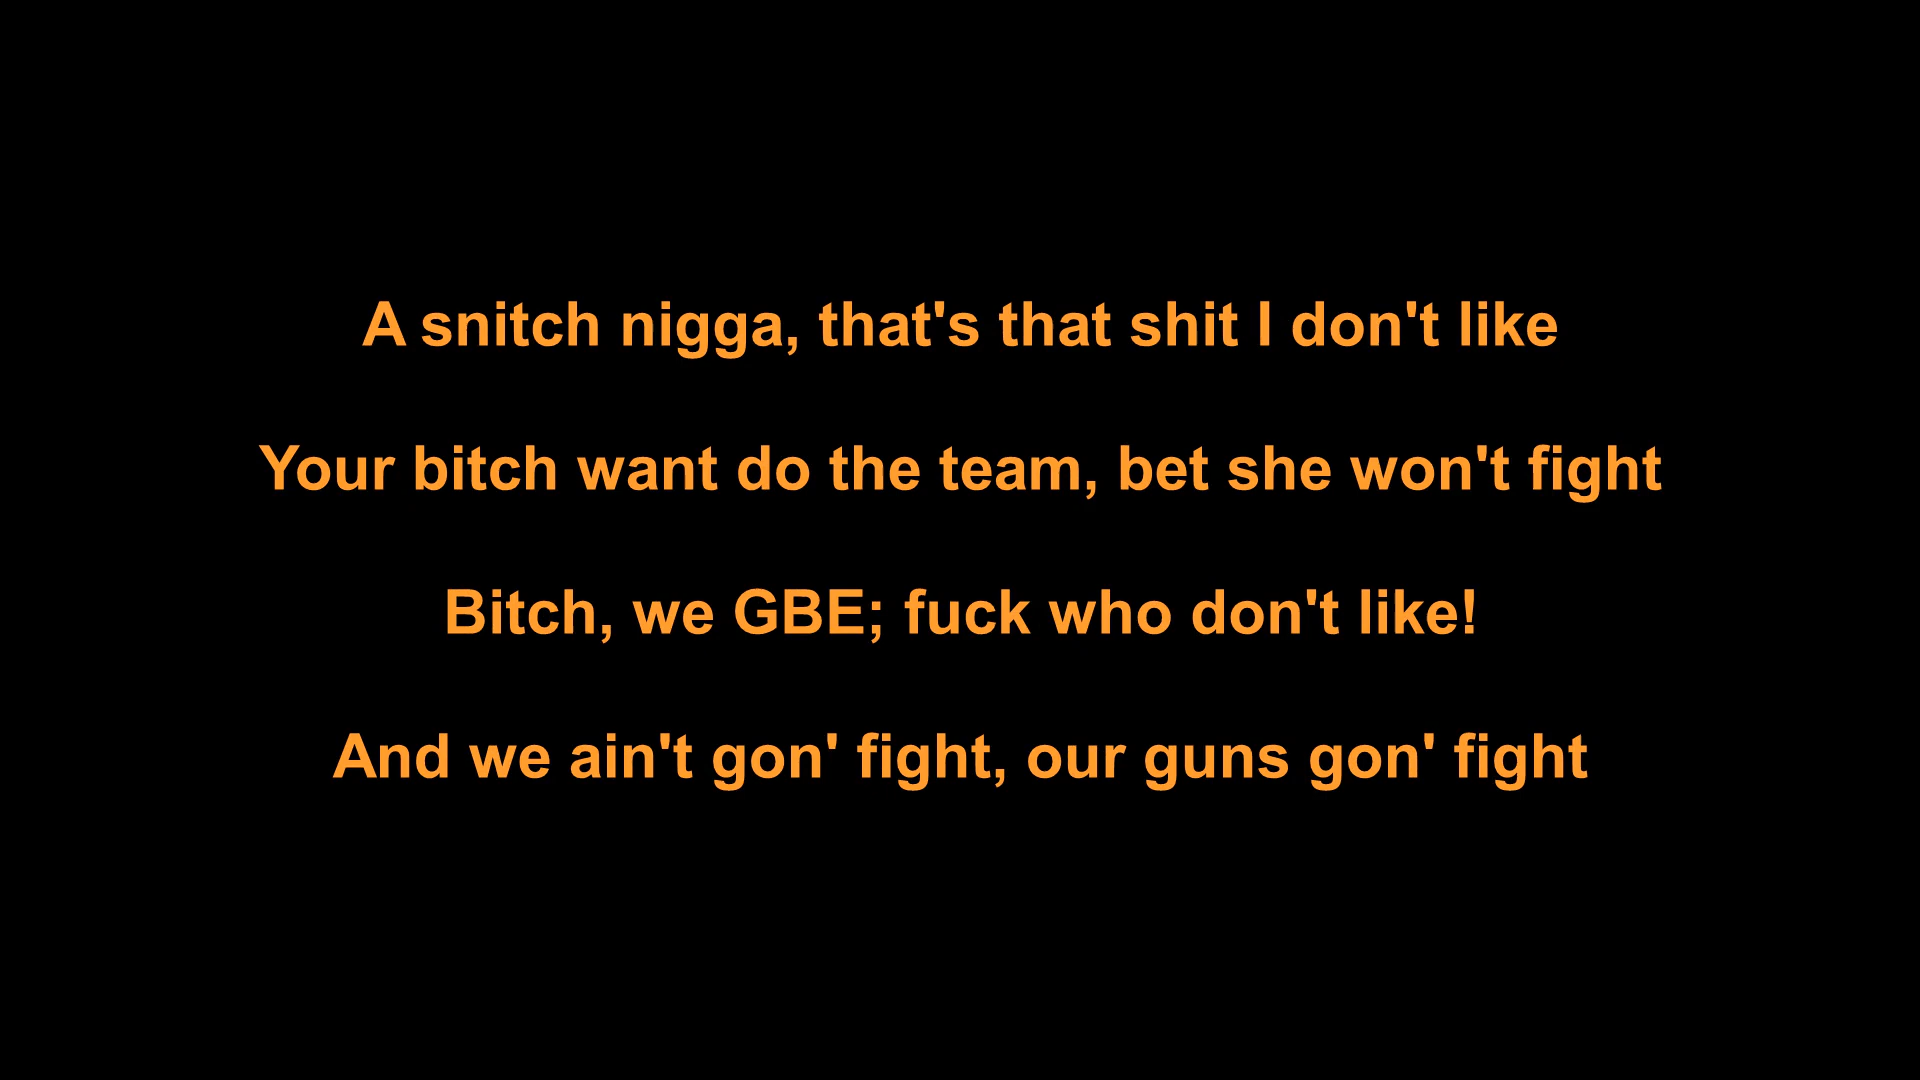 A snitch nigga, that's that shit I don't like
Your bitch want do the team, bet she won't fight
Bitch, we GBE; fuck who don't like!
And we ain't gon' fight, our guns gon' fight